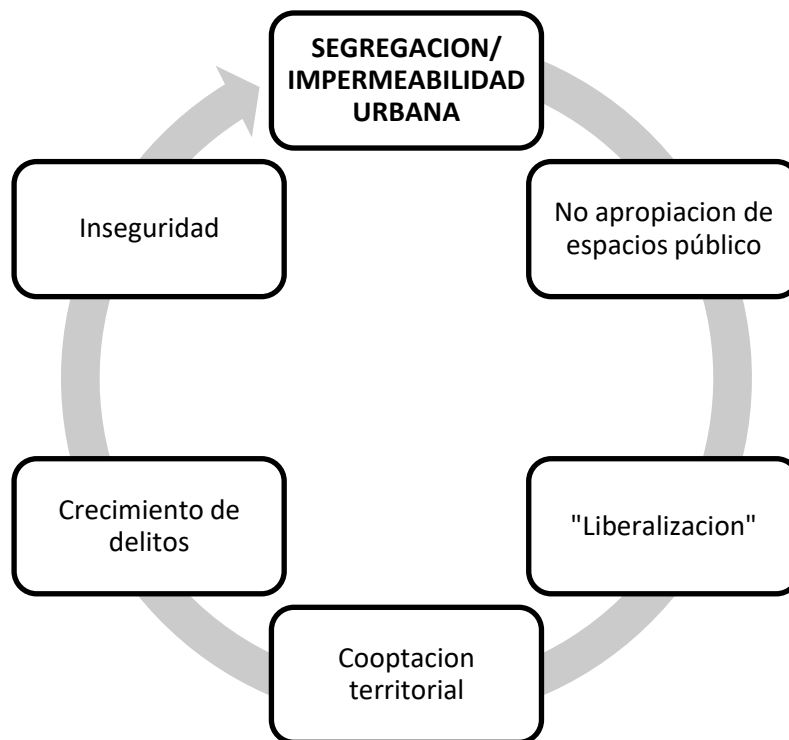 SEGREGACION/
IMPERMEABILIDAD
URBANA
No apropiacion de
espacios público
"Liberalizacion"
Cooptacion
territorial
Crecimiento de
delitos
Inseguridad